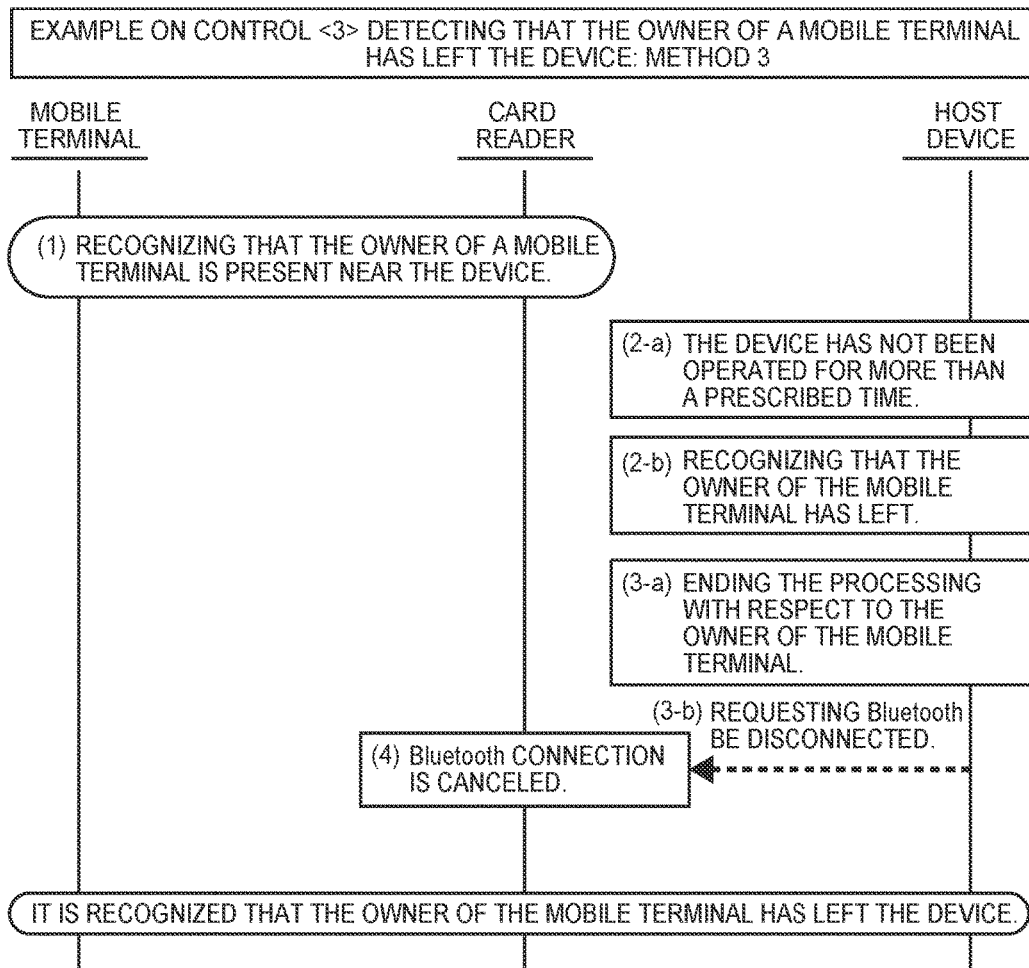 EXAMPLE ON CONTROL <3> DETECTING THAT THE OWNER OF A MOBILE TERMINAL
HAS LEFT THE DEVICE: METHOD 3
MOBILE
TERMINAL
CARD
READER
HOST
DEVICE
(1) RECOGNIZING THAT THE OWNER OF A MOBILE
TERMINAL IS PRESENT NEAR THE DEVICE.
(2-a) THE DEVICE HAS NOT BEEN
OPERATED FOR MORE THAN
A PRESCRIBED TIME.
(2-b) RECOGNIZING THAT THE
OWNER OF THE MOBILE
TERMINAL HAS LEFT.
(3-a) ENDING THE PROCESSING
WITH RESPECT TO THE
OWNER OF THE MOBILE
TERMINAL.
(3-b) REQUESTING Bluetooth
BE DISCONNECTED.
(4) Bluetooth CONNECTION
IS CANCELED.
IT IS RECOGNIZED THAT THE OWNER OF THE MOBILE TERMINAL HAS LEFT THE DEVICE.